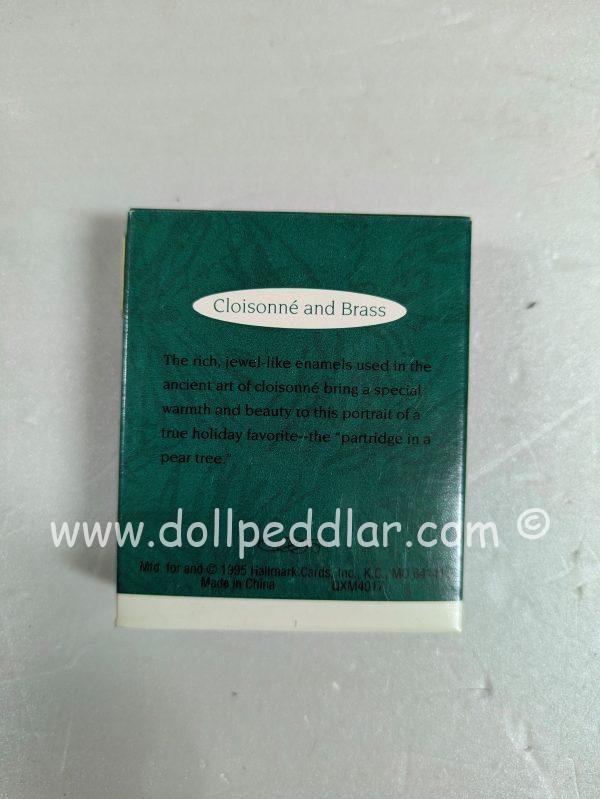 Cloisonné and Brass
The rich, jewel-like enamels used in the
ancient art of cloisonné bring a special
warmth and beauty to this portrait of a
true holiday favorite--the "partridge in a
pear tree."
www.dollpeddlar.com ©
Mfd. for and © 1995 Hallmark Cards, Inc., K.C., MO
Made in China QXM4017